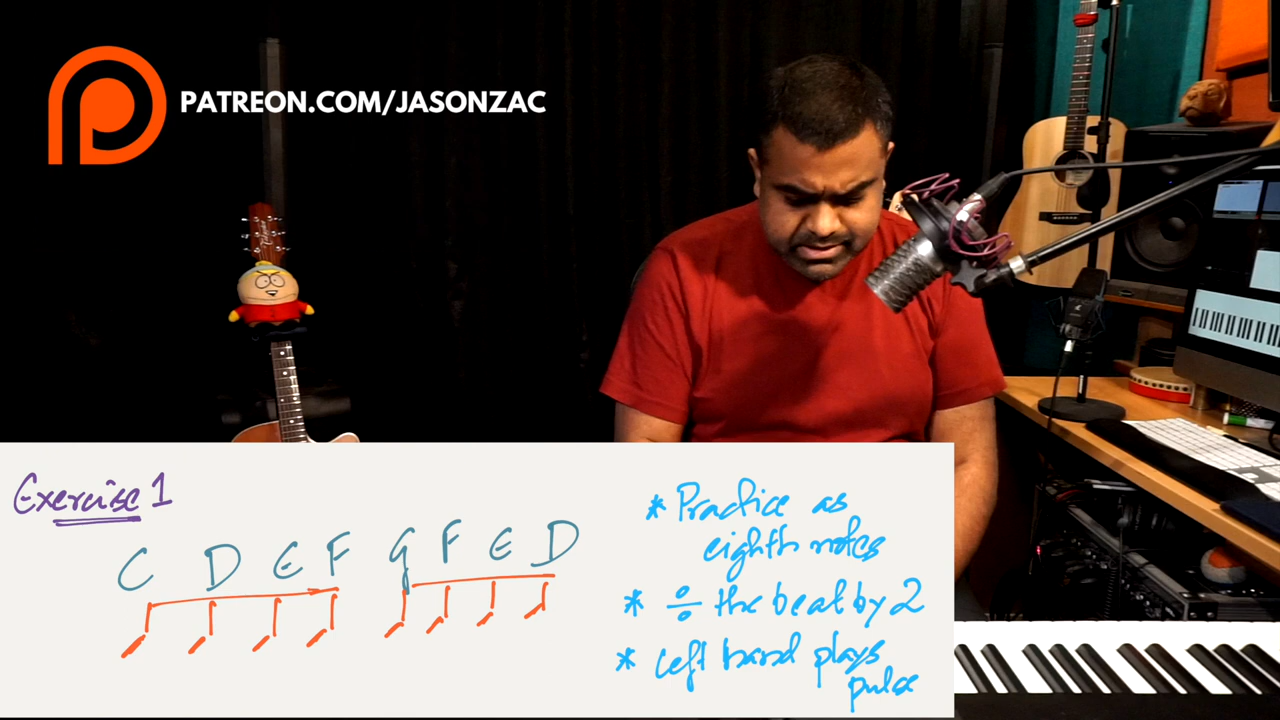 PATREON.COM/JASONZAC
Exercise 1
C D E F G F E D
* Practice as
eighth notes
* ÷ the beat by 2
* Left hand plays
pulse